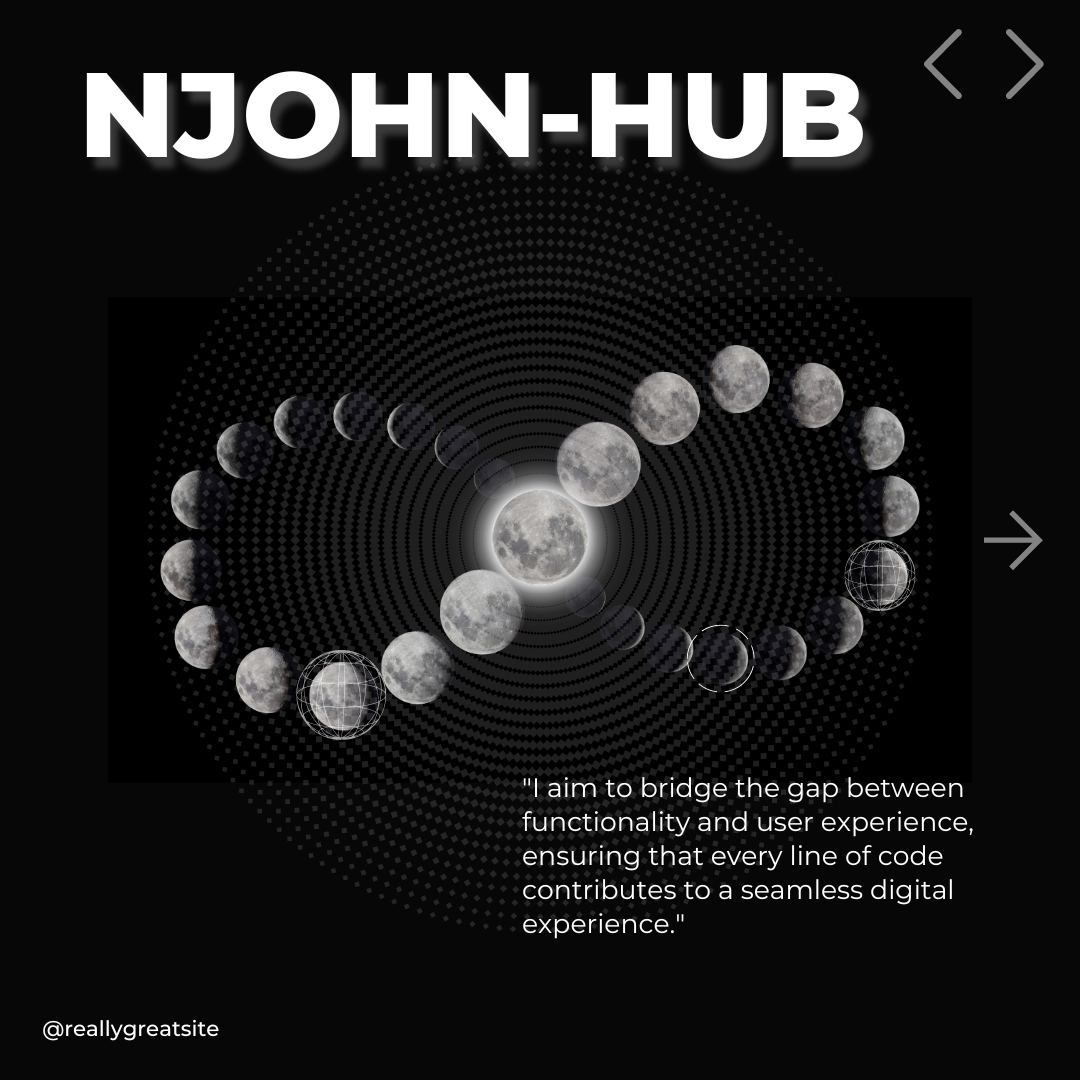 NJOHN-HUB
"I aim to bridge the gap between
functionality and user experience,
ensuring that every line of code
contributes to a seamless digital
experience."
@reallygreatsite